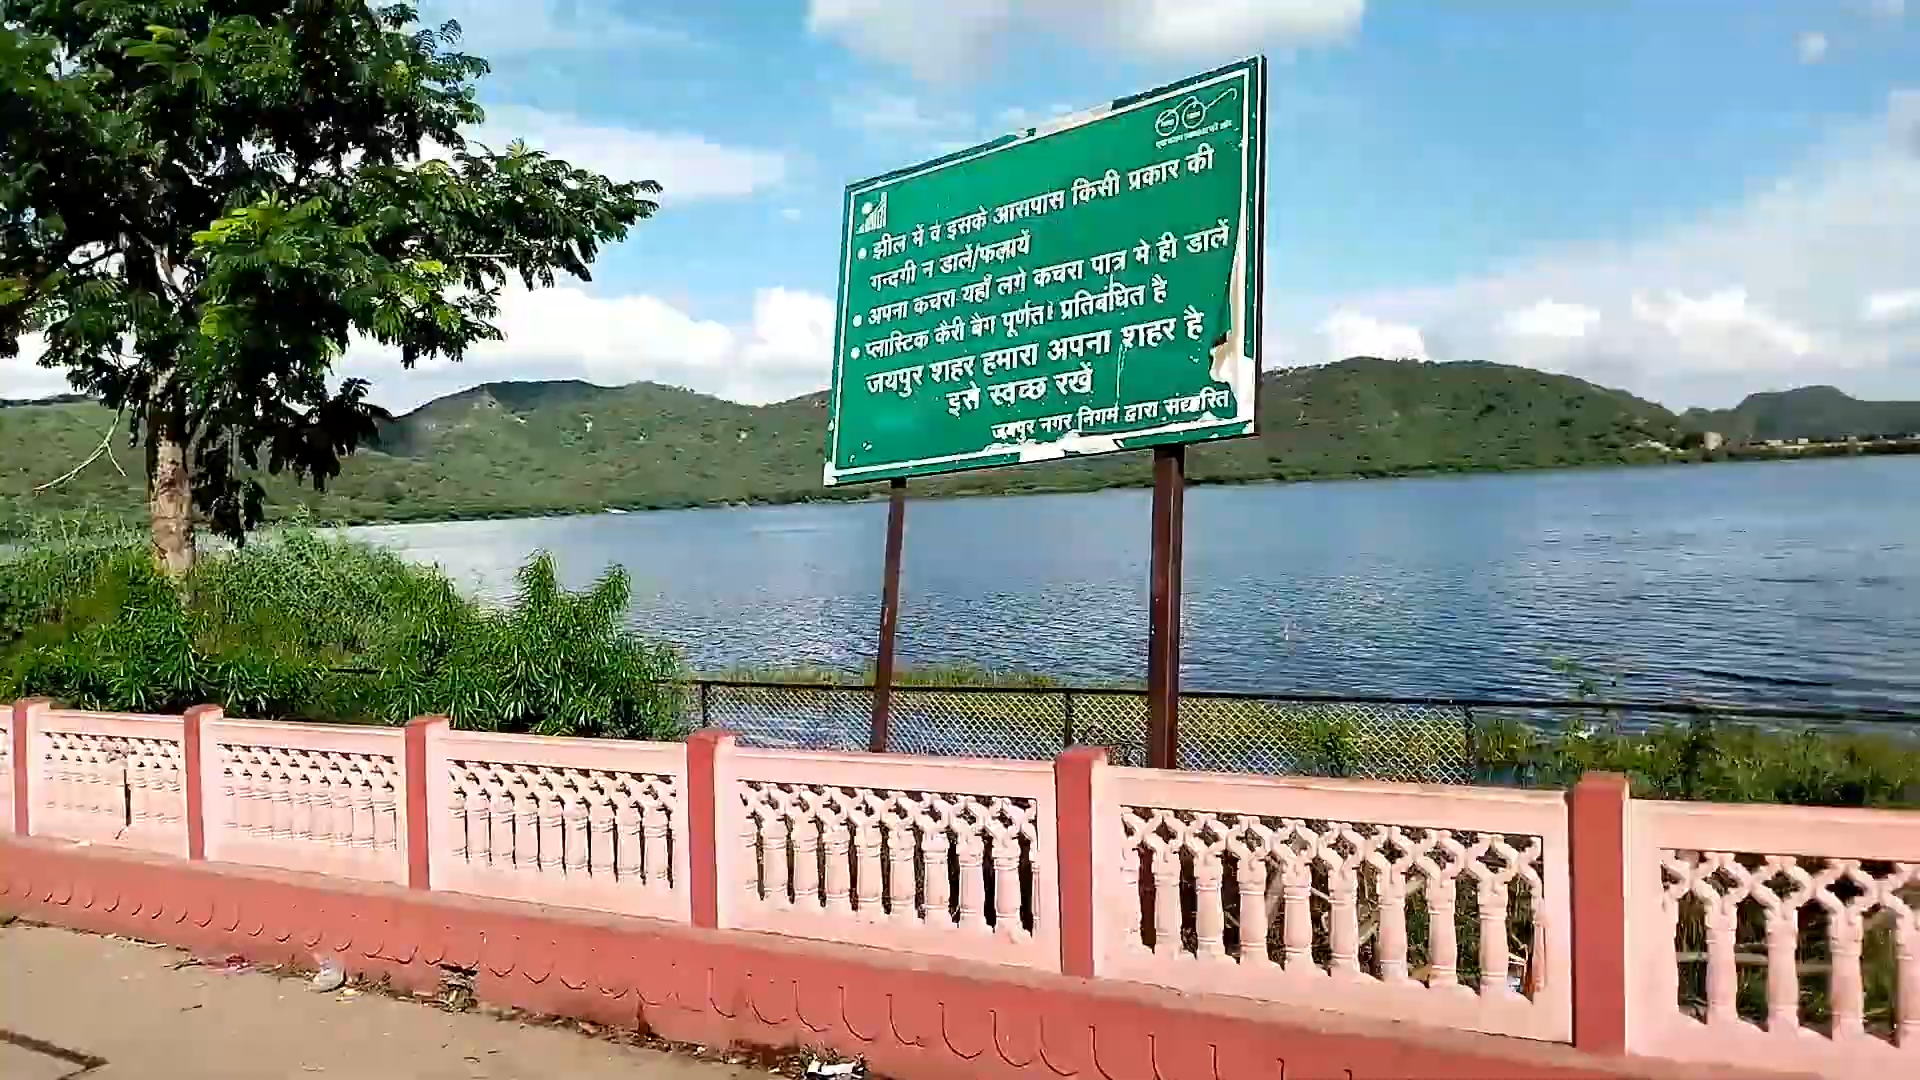 • झील में व इसके आसपास किसी प्रकार की
गन्दगी न डालें/फलायें
• अपना कचरा यहाँ लगे कचरा पात्र मे ही डालें
• प्लास्टिक कैरी बैग पूर्णतः प्रतिबंधित है
जयपुर शहर हमारा अपना शहर है
इसे स्वच्छ रखें
जयपुर नगर निगम द्वारा संचारित